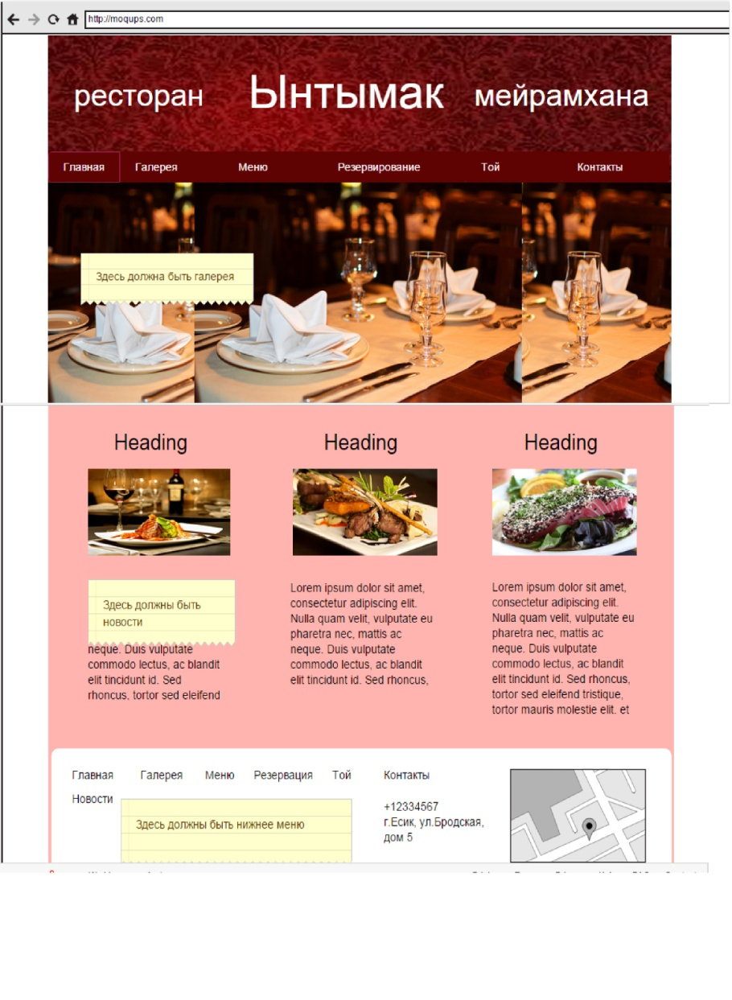 http://moqups.com
ресторан Ынтымак мейрамхана
Главная Галерея Меню Резервирование Той Контакты
Здесь должна быть галерея
Heading Heading Heading
Здесь должны быть
новости
neque. Duis vulputate
commodo lectus, ac blandit
elit tincidunt id. Sed
rhoncus, tortor sed eleifend
Lorem ipsum dolor sit amet,
consectetur adipiscing elit.
Nulla quam velit, vulputate eu
pharetra nec, mattis ac
neque. Duis vulputate
commodo lectus, ac blandit
elit tincidunt id. Sed rhoncus,
Lorem ipsum dolor sit amet,
consectetur adipiscing elit.
Nulla quam velit, vulputate eu
pharetra nec, mattis ac
neque. Duis vulputate
commodo lectus, ac blandit
elit tincidunt id. Sed rhoncus,
tortor sed eleifend tristique,
tortor mauris molestie elit, et
Главная Галерея Меню Резервация Той Контакты
Новости
Здесь должны быть нижнее меню
+12334567
г.Есик, ул.Бродская,
дом 5